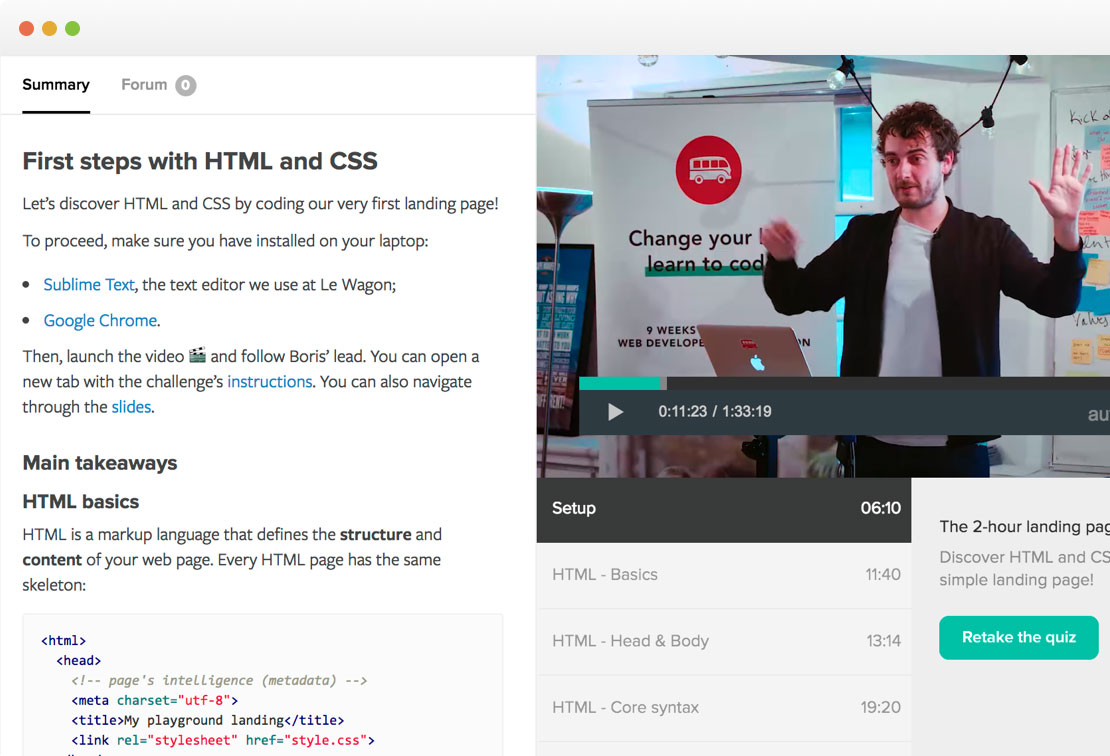 Summary
Forum 0
First steps with HTML and CSS
Let’s discover HTML and CSS by coding our very first landing page!
To proceed, make sure you have installed on your laptop:
Sublime Text, the text editor we use at Le Wagon;
Google Chrome.
Then, launch the video 🎬 and follow Boris’ lead. You can open a
new tab with the challenge’s instructions. You can also navigate
through the slides.
Main takeaways
HTML basics
HTML is a markup language that defines the structure and
content of your web page. Every HTML page has the same
skeleton:
<html>
<head>
<!-- page's intelligence (metadata) -->
<meta charset="utf-8">
<title>My playground landing</title>
<link rel="stylesheet" href="style.css">
Change your
learn to cod
9 WEEKS
WEB DEVELOPE ON
0:11:23 / 1:33:19
au
Setup 06:10
HTML - Basics 11:40
HTML - Head & Body 13:14
HTML - Core syntax 19:20
The 2-hour landing pag
Discover HTML and CS
simple landing page!
Retake the quiz